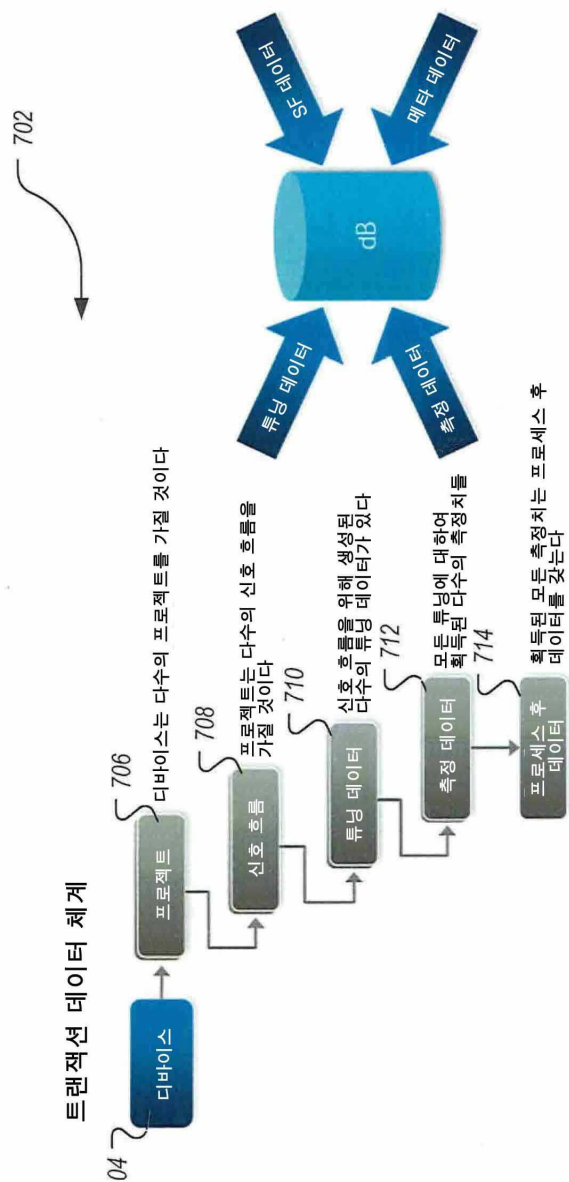 702
트랜잭션 데이터 체계
04
디바이스
706
프로젝트
디바이스는 다수의 프로젝트를 가질 것이다
708
신호 흐름
프로젝트는 다수의 신호 흐름을
가질 것이다
710
튜닝 데이터
신호 흐름을 위해 생성된
다수의 튜닝 데이터가 있다
712
측정 데이터
모든 튜닝에 대하여
획득된 다수의 측정치들
714
프로세스 후
데이터
획득된 모든 측정치는 프로세스 후
데이터를 갖는다
튜닝 데이터
SF 데이터
dB
측정 데이터
메타 데이터